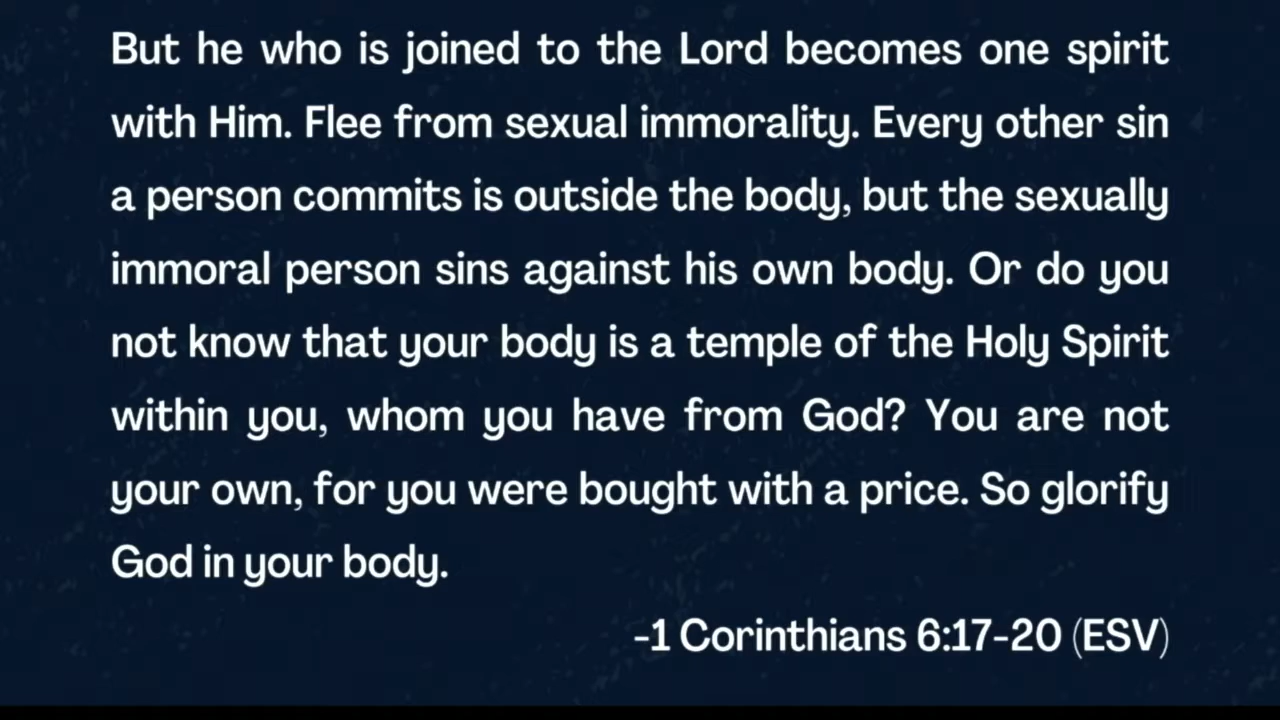 But he who is joined to the Lord becomes one spirit
with Him. Flee from sexual immorality. Every other sin
a person commits is outside the body, but the sexually
immoral person sins against his own body. Or do you
not know that your body is a temple of the Holy Spirit
within you, whom you have from God? You are not
your own, for you were bought with a price. So glorify
God in your body.
-1 Corinthians 6:17-20 (ESV)